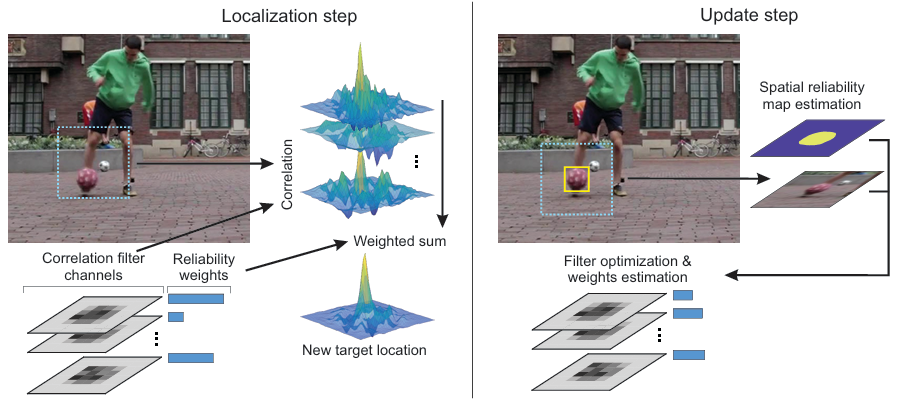 Localization step
Correlation
Weighted sum
Correlation filter
channels
Reliability
weights
New target location
Update step
Spatial reliability
map estimation
Filter optimization &
weights estimation